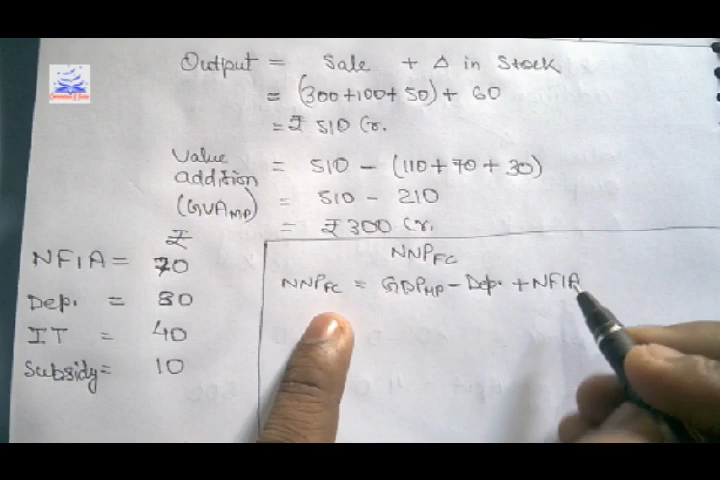 Output = Sale + Δ in Stock
= (300+100+50) + 60
= ₹ 510 Cr.
Value addition (GVAMP) = 510 - (110+70+30)
= 510 - 210
= ₹ 300 Cr.
₹
NFIA = 70
Dep. = 80
IT = 40
Subsidy = 10
NNPFC
NNPFC = GDPMP - Dep. + NFIA